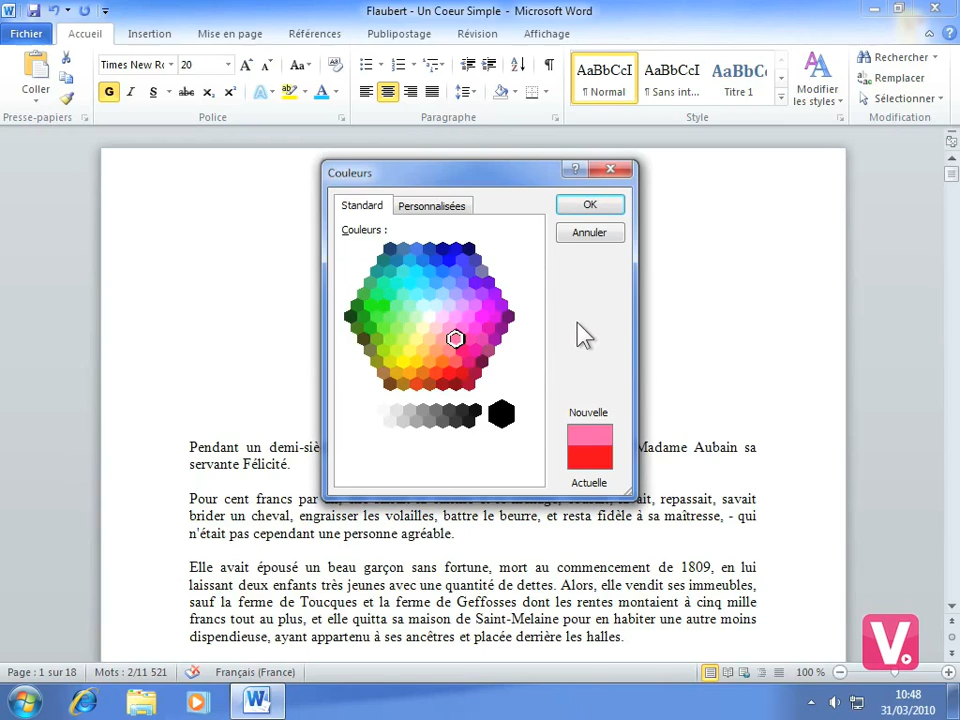 Flaubert - Un Coeur Simple - Microsoft Word
Fichier Accueil Insertion Mise en page Références Publipostage Révision Affichage
Times New Ro 20 Aa
Coller
G I S abc x₂ x² A ab A
AaBbCcI AaBbCcI AaBbC
¶ Normal ¶ Sans int... Titre 1
Modifier les styles
Rechercher
Remplacer
Sélectionner
Presse-papiers Police Paragraphe Style Modification
Couleurs
Standard Personnalisées
OK
Couleurs :
Annuler
Nouvelle
Actuelle
Pendant un Madame Aubain sa
servante Félicité.
Pour cent francs par repassait, savait
brider un cheval, engraisser les volailles, battre le beurre, et resta fidèle à sa maîtresse, - qui
n'était pas cependant une personne agréable.
Elle avait épousé un beau garçon sans fortune, mort au commencement de 1809, en lui
laissant deux enfants très jeunes avec une quantité de dettes. Alors, elle vendit ses immeubles,
sauf la ferme de Toucques et la ferme de Geffosses dont les rentes montaient à cinq mille
francs tout au plus, et elle quitta sa maison de Saint-Melaine pour en habiter une autre moins
dispendieuse, ayant appartenu à ses ancêtres et placée derrière les halles.
V
Page : 1 sur 18 Mots : 2/11 521 Français (France) 100 %
10:48
31/03/2010